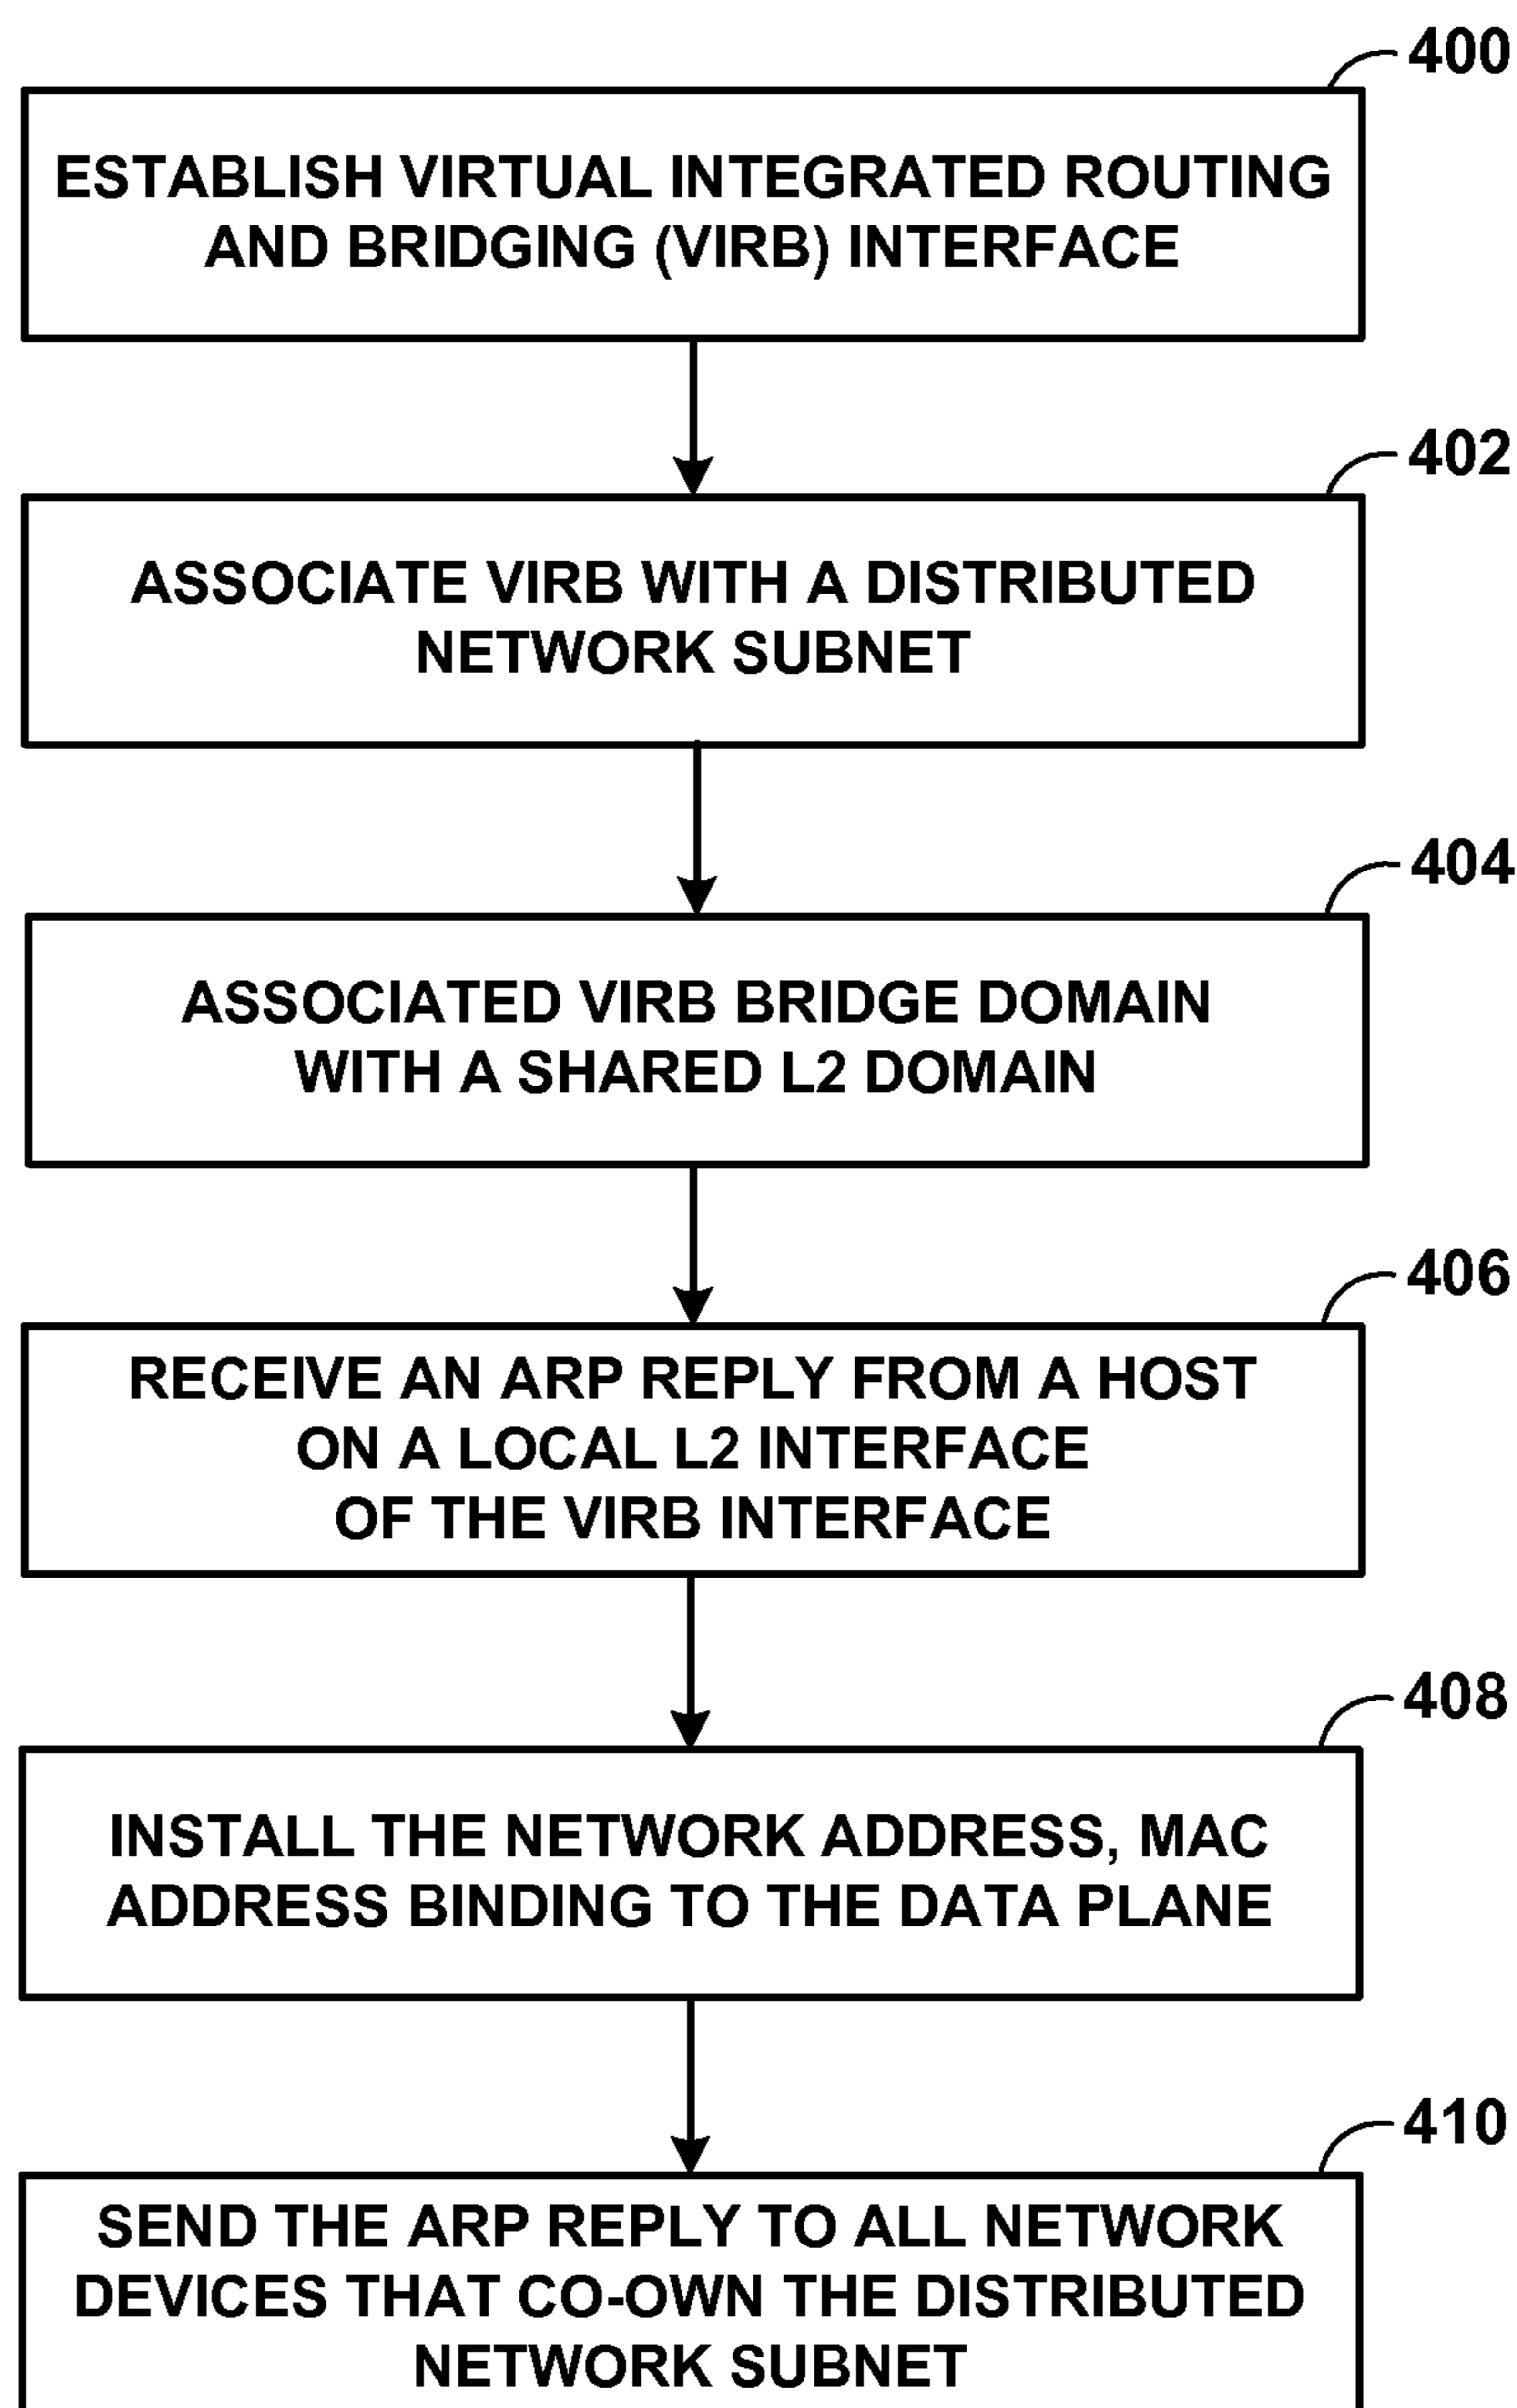 400
ESTABLISH VIRTUAL INTEGRATED ROUTING
AND BRIDGING (VIRB) INTERFACE
402
ASSOCIATE VIRB WITH A DISTRIBUTED
NETWORK SUBNET
404
ASSOCIATED VIRB BRIDGE DOMAIN
WITH A SHARED L2 DOMAIN
406
RECEIVE AN ARP REPLY FROM A HOST
ON A LOCAL L2 INTERFACE
OF THE VIRB INTERFACE
408
INSTALL THE NETWORK ADDRESS, MAC
ADDRESS BINDING TO THE DATA PLANE
410
SEND THE ARP REPLY TO ALL NETWORK
DEVICES THAT CO-OWN THE DISTRIBUTED
NETWORK SUBNET